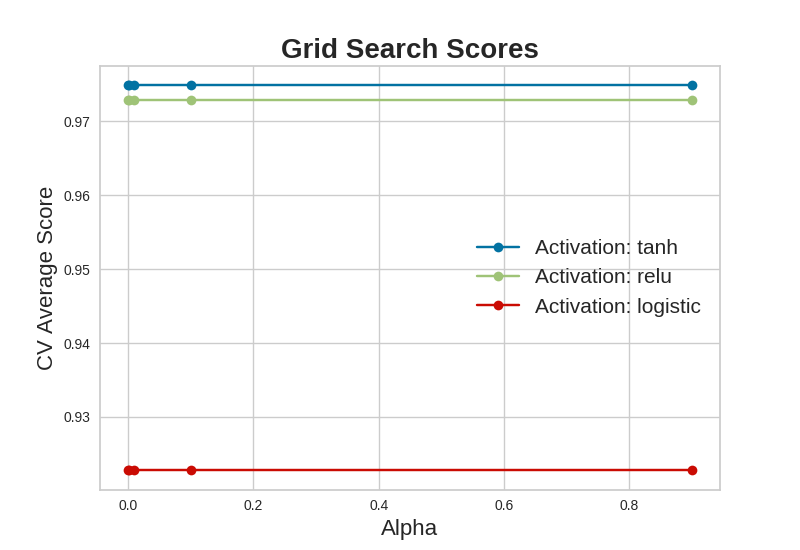 Grid Search Scores
CV Average Score
0.97
0.96
0.95
0.94
0.93
Activation: tanh
Activation: relu
Activation: logistic
0.0 0.2 0.4 0.6 0.8
Alpha